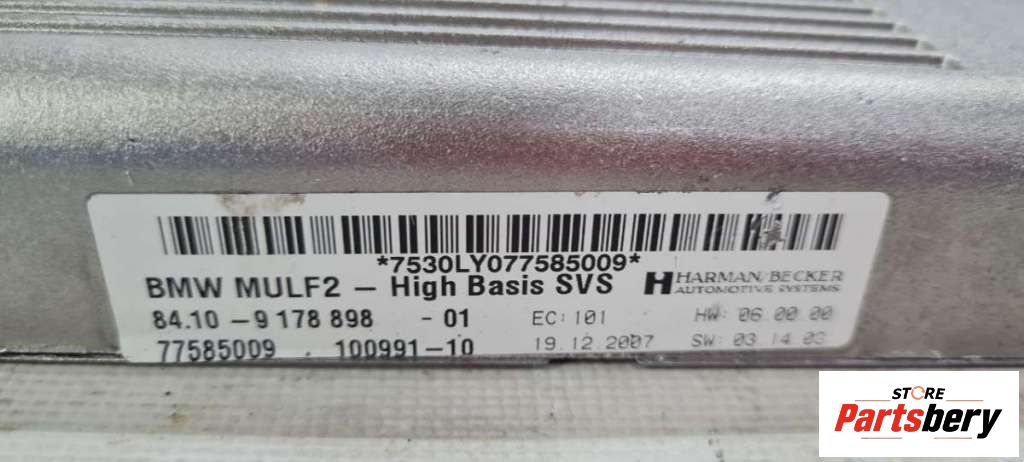 *7530LY077585009*
BMW MULF2 – High Basis SVS
HARMAN/BECKER
AUTOMOTIVE SYSTEMS
84.10 – 9 178 898 - 01 EC: 101 HW: 06.00.00
77585009 . 100991-10 19.12.2007 SW: 03.14.03
STORE
Partsbery